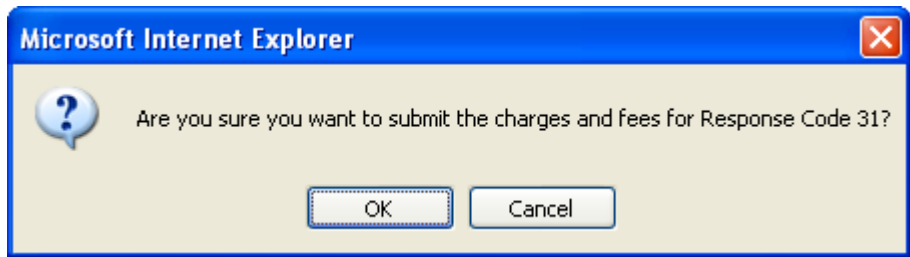 Microsoft Internet Explorer
Are you sure you want to submit the charges and fees for Response Code 31?
OK
Cancel